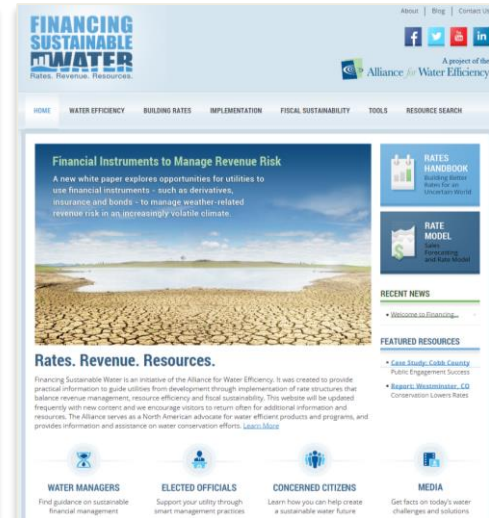 About | Blog | Contact Us
FINANCING
SUSTAINABLE
WATER
Rates. Revenue. Resources.
A project of the
Alliance for Water Efficiency
HOME WATER EFFICIENCY BUILDING RATES IMPLEMENTATION FISCAL SUSTAINABILITY TOOLS RESOURCE SEARCH
Financial Instruments to Manage Revenue Risk
A new white paper explores opportunities for utilities to
use financial instruments - such as derivatives,
insurance and bonds - to manage weather-related
revenue risk in an increasingly volatile climate.
RATES
HANDBOOK
Building Better
Rates for an
Uncertain World
RATE
MODEL
Sales
Forecasting
and Rate Model
RECENT NEWS
• Welcome to Financing...
FEATURED RESOURCES
• Case Study: Cobb County
Public Engagement Success
• Report: Westminster, CO
Conservation Lowers Rates
Rates. Revenue. Resources.
Financing Sustainable Water is an initiative of the Alliance for Water Efficiency. It was created to provide
practical information to guide utilities from development through implementation of rate structures that
balance revenue management, resource efficiency and fiscal sustainability. This website will be updated
frequently with new content and we encourage visitors to return often for additional information and
resources. The Alliance serves as a North American advocate for water efficient products and programs, and
provides information and assistance on water conservation efforts. Learn More
WATER MANAGERS
Find guidance on sustainable
financial management
ELECTED OFFICIALS
Support your utility through
smart management practices
CONCERNED CITIZENS
Learn how you can help create
a sustainable water future
MEDIA
Get facts on today's water
challenges and solutions